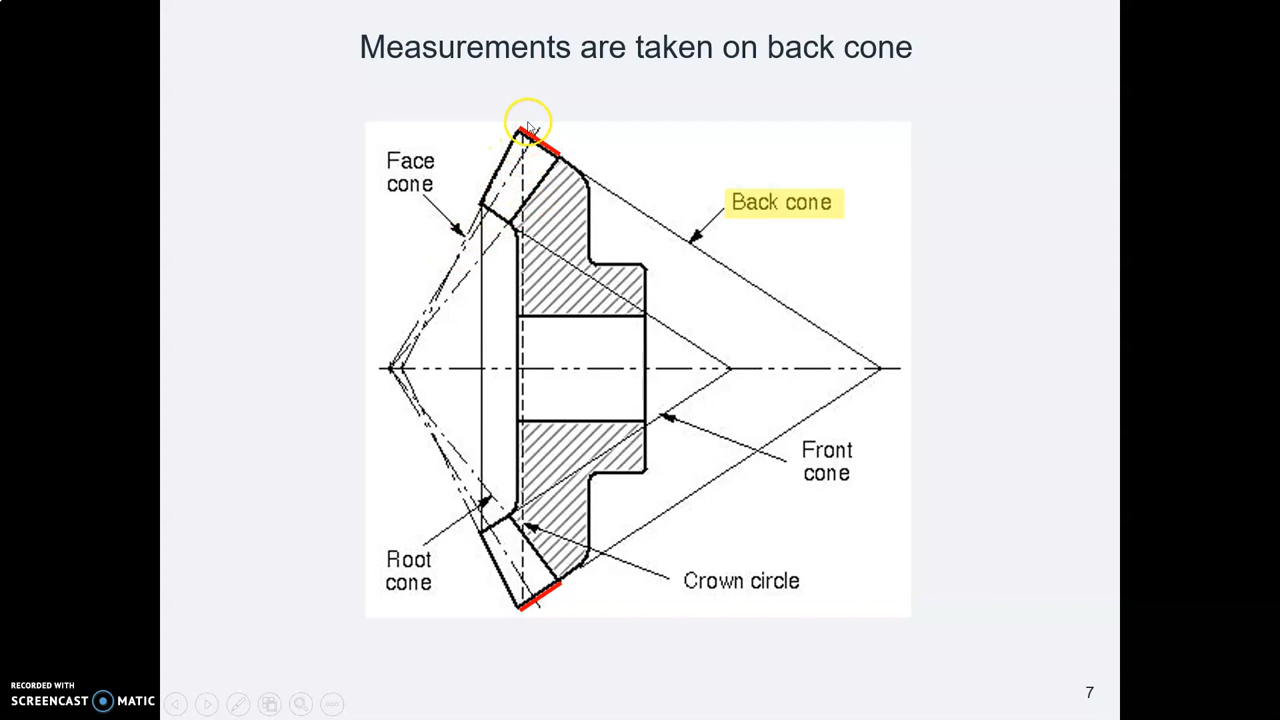 Measurements are taken on back cone
Face
cone
Back cone
Front
cone
Root
cone
Crown circle
RECORDED WITH
SCREENCAST MATIC
7